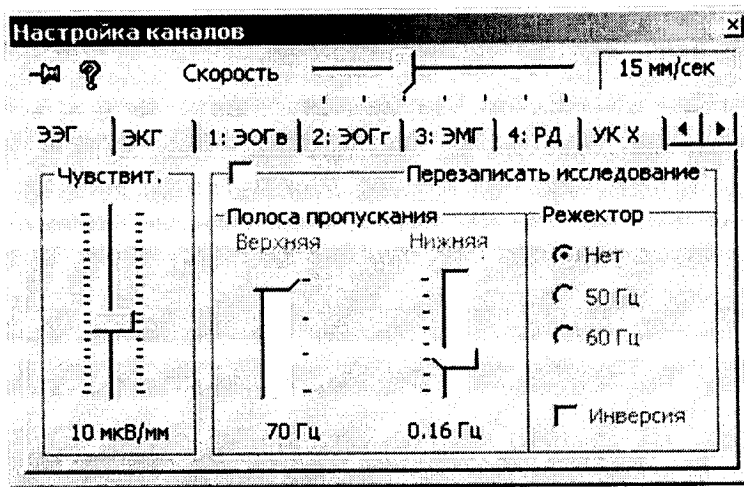 Настройка каналов
Скорость
15 мм/сек
ЭЭГ
ЭКГ
1: ЭОГв
2: ЭОГг
3: ЭМГ
4: РД
УК X
Чувствит.
Перезаписать исследование
Полоса пропускания
Режектор
Верхняя
Нижняя
Нет
50 Гц
60 Гц
Инверсия
10 мкВ/мм
70 Гц
0.16 Гц